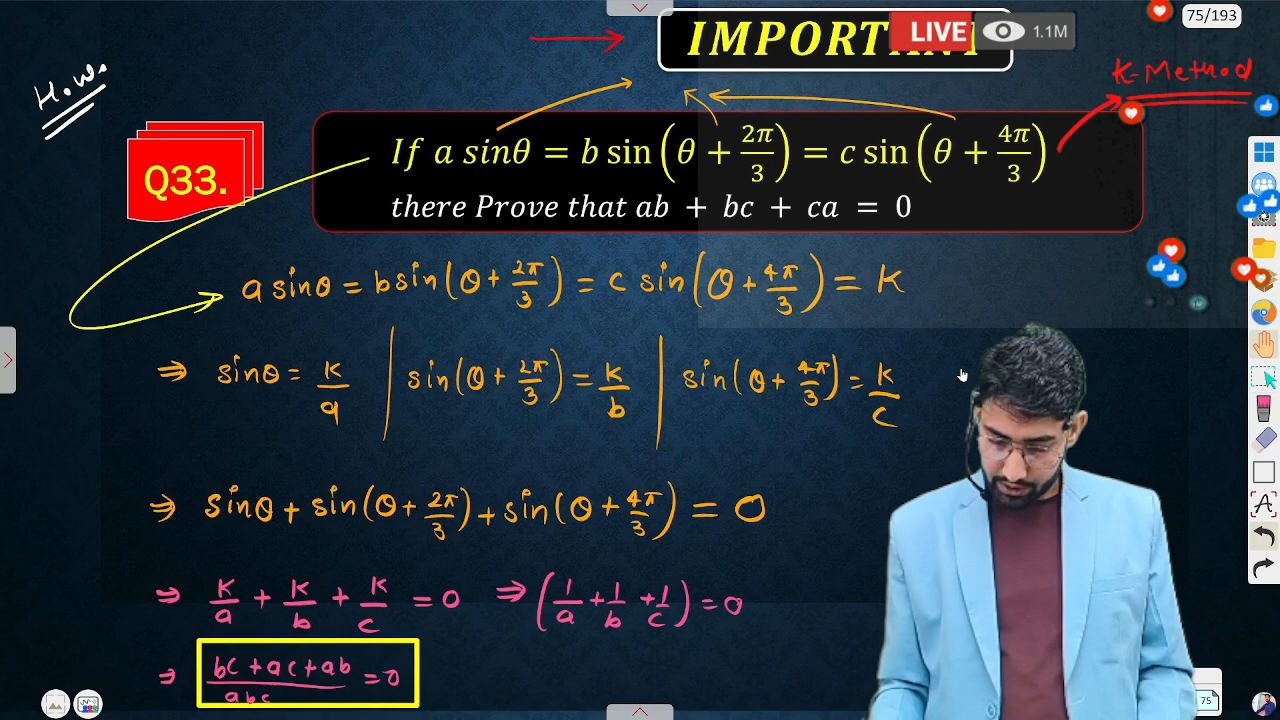 75/193
IMPORTANT
LIVE 1.1M
K-Method
H.W.
Q33.
If a sinθ = b sin (θ + 2π/3) = c sin (θ + 4π/3)
there Prove that ab + bc + ca = 0
a sinθ = b sin(θ + 2π/3) = c sin(θ + 4π/3) = K
⇒ sinθ = K/a | sin(θ + 2π/3) = K/b | sin(θ + 4π/3) = K/c
⇒ sinθ + sin(θ + 2π/3) + sin(θ + 4π/3) = 0
⇒ K/a + K/b + K/c = 0 ⇒ (1/a + 1/b + 1/c) = 0
⇒ (bc + ac + ab)/abc = 0
75